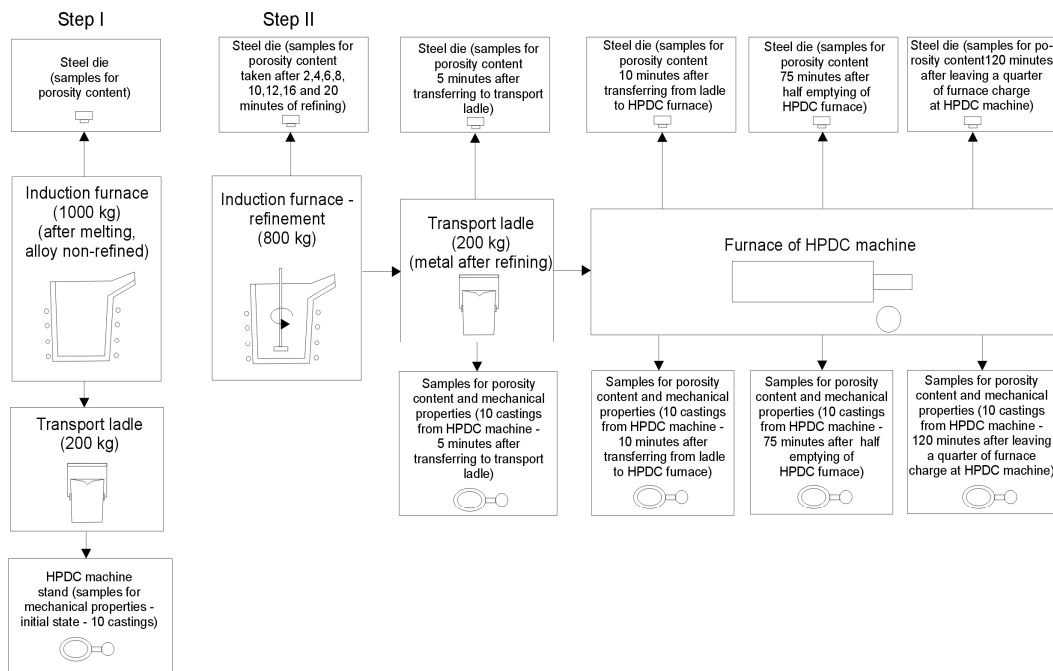 Step I
Steel die
(samples for
porosity content)
Induction furnace
(1000 kg)
(after melting,
alloy non-refined)
Transport ladle
(200 kg)
HPDC machine
stand (samples for
mechanical properties -
initial state - 10 castings)
Step II
Steel die (samples for
porosity content
taken after 2,4,6,8,
10,12,16 and 20
minutes of refining)
Induction furnace -
refinement
(800 kg)
Steel die (samples for
porosity content
5 minutes after
transferring to transport
ladle)
Transport ladle
(200 kg)
(metal after refining)
Samples for porosity
content and mechanical
properties (10 castings
from HPDC machine -
5 minutes after
transferring to transport
ladle)
Steel die (samples for
porosity content
10 minutes after
transferring from ladle
to HPDC furnace)
Steel die (samples for
porosity content
75 minutes after
half emptying of
HPDC furnace)
Steel die (samples for po-
rosity content120 minutes
after leaving a quarter
of furnace charge
at HPDC machine)
Furnace of HPDC machine
Samples for porosity
content and mechanical
properties (10 castings
from HPDC machine -
10 minutes after
transferring from ladle
to HPDC furnace)
Samples for porosity
content and mechanical
properties (10 castings
from HPDC machine -
75 minutes after half
emptying of
HPDC furnace)
Samples for porosity
content and mechanical
properties (10 castings
from HPDC machine -
120 minutes after leaving
a quarter of furnace
charge at HPDC machine)